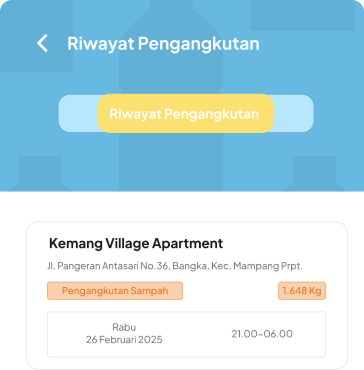 Riwayat Pengangkutan
Riwayat Pengangkutan
Kemang Village Apartment
Jl. Pangeran Antasari No.36, Bangka, Kec. Mampang Prpt.
Pengangkutan Sampah
1.648 Kg
Rabu
26 Februari 2025
21.00–06.00